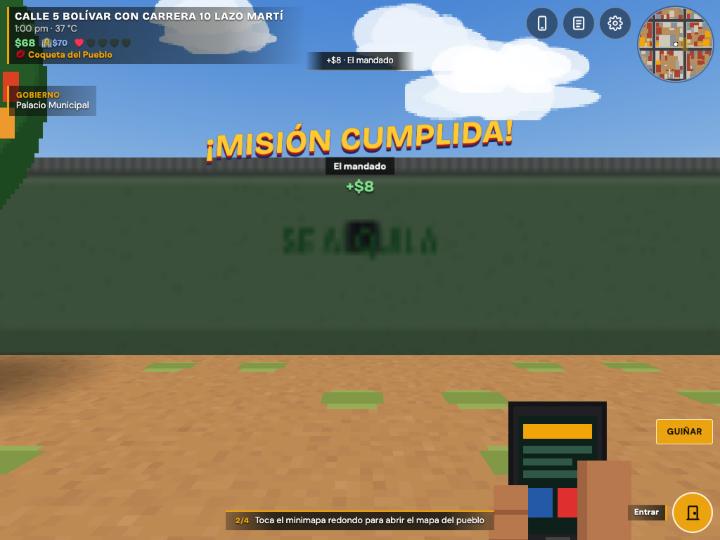 CALLE 5 BOLÍVAR CON CARRERA 10 LAZO MARTÍ
1:00 pm · 37 °C
$68 $70
Coqueta del Pueblo
+$8 · El mandado
GOBIERNO
Palacio Municipal
¡MISIÓN CUMPLIDA!
El mandado
+$8
SE ALQUILA
GUIÑAR
Entrar
2/4 Toca el minimapa redondo para abrir el mapa del pueblo